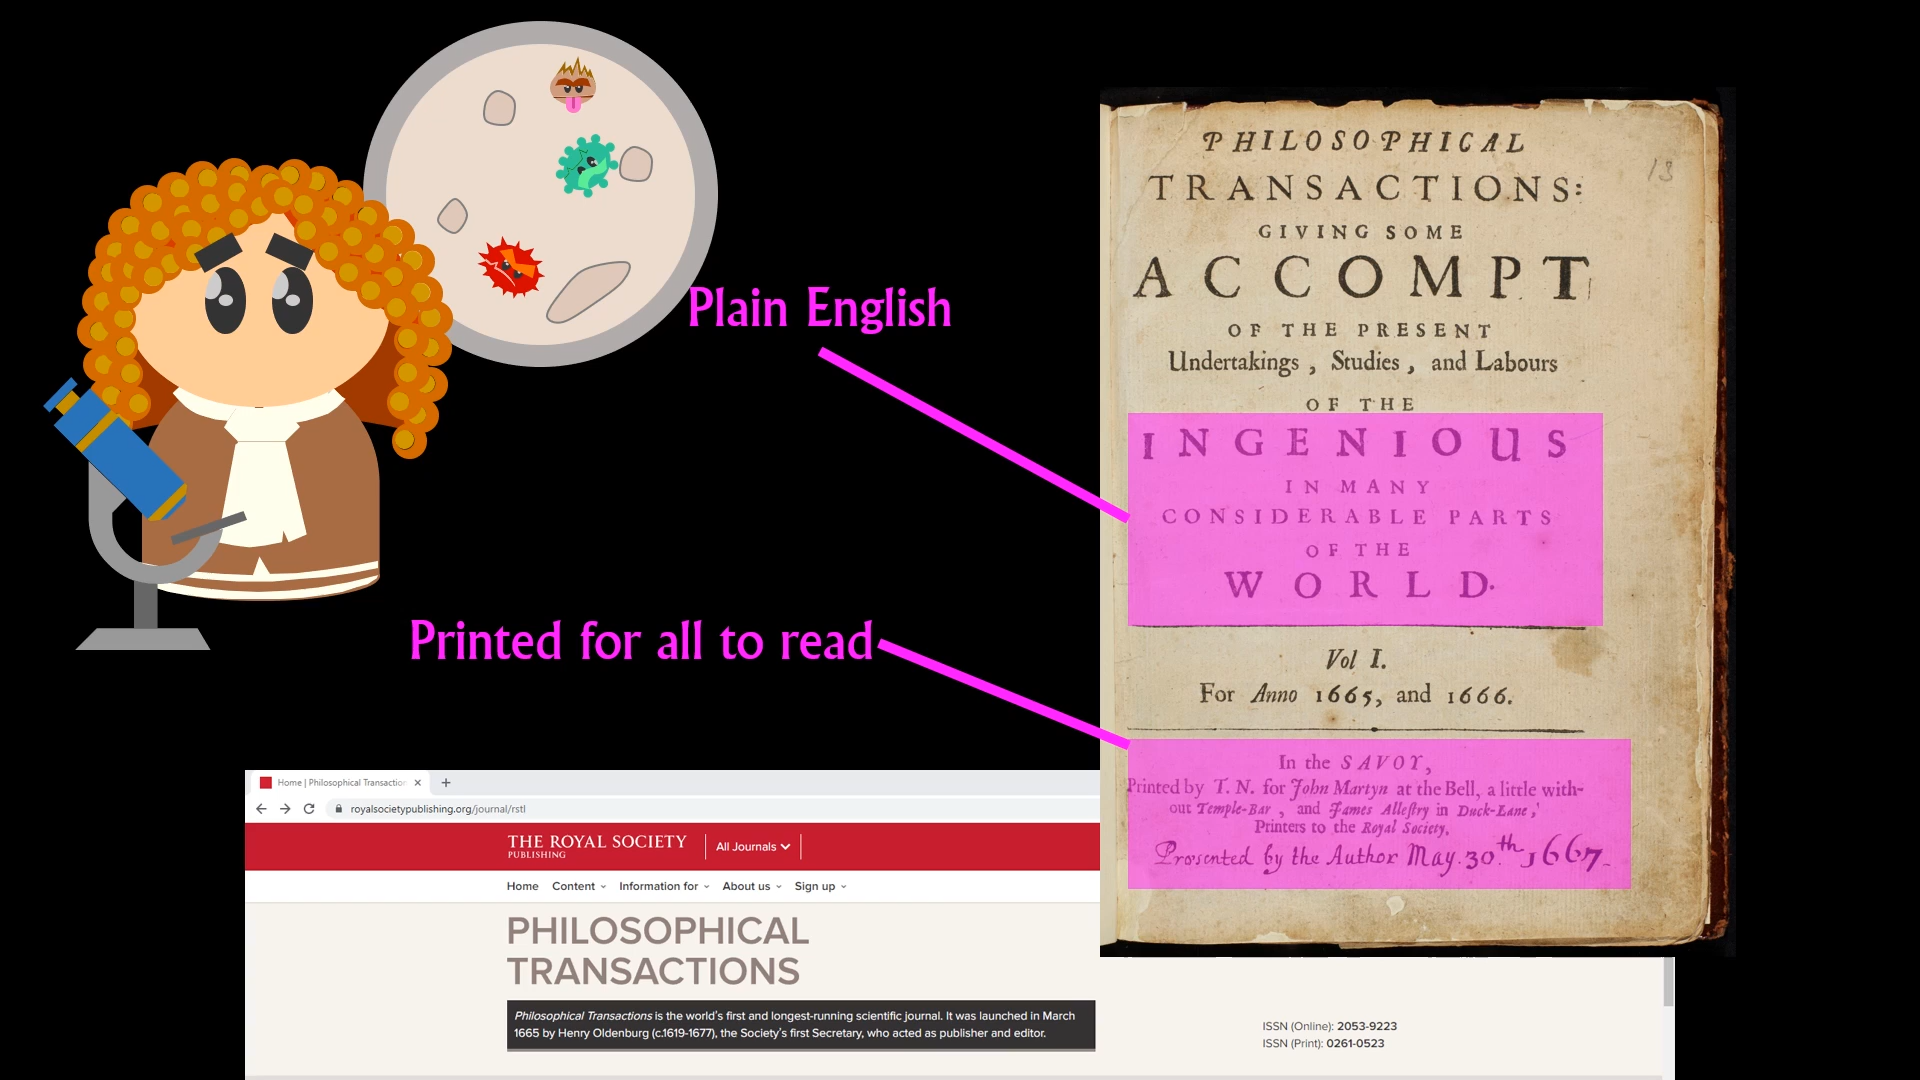 Plain English
Printed for all to read
PHILOSOPHICAL
TRANSACTIONS:
GIVING SOME
ACCOMPT
OF THE PRESENT
Undertakings, Studies, and Labours
OF THE
INGENIOUS
IN MANY
CONSIDERABLE PARTS
OF THE
WORLD.
Vol I.
For Anno 1665, and 1666.
In the SAVOY,
Printed by T. N. for John Martyn at the Bell, a little with-
out Temple-Bar, and James Allestry in Duck-Lane,
Printers to the Royal Society.
Presented by the Author May. 30.th 1667-
13
Home | Philosophical Transaction
royalsocietypublishing.org/journal/rstl
THE ROYAL SOCIETY
PUBLISHING
All Journals
Home Content Information for About us Sign up
PHILOSOPHICAL
TRANSACTIONS
Philosophical Transactions is the world's first and longest-running scientific journal. It was launched in March
1665 by Henry Oldenburg (c.1619-1677), the Society's first Secretary, who acted as publisher and editor.
ISSN (Online): 2053-9223
ISSN (Print): 0261-0523